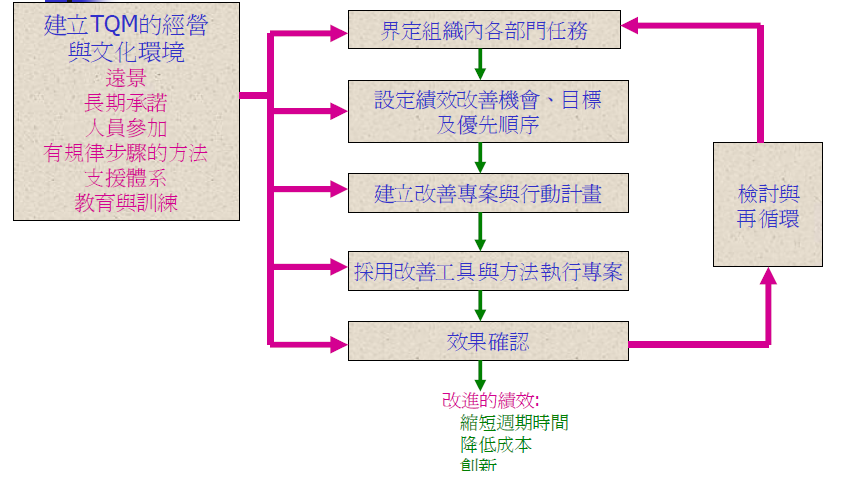 建立TQM的經營
與文化環境
遠景
長期承諾
人員參加
有規律步驟的方法
支援體系
教育與訓練
界定組織內各部門任務
設定績效改善機會、目標
及優先順序
建立改善專案與行動計畫
採用改善工具與方法執行專案
效果確認
檢討與
再循環
改進的績效:
縮短週期時間
降低成本
創新